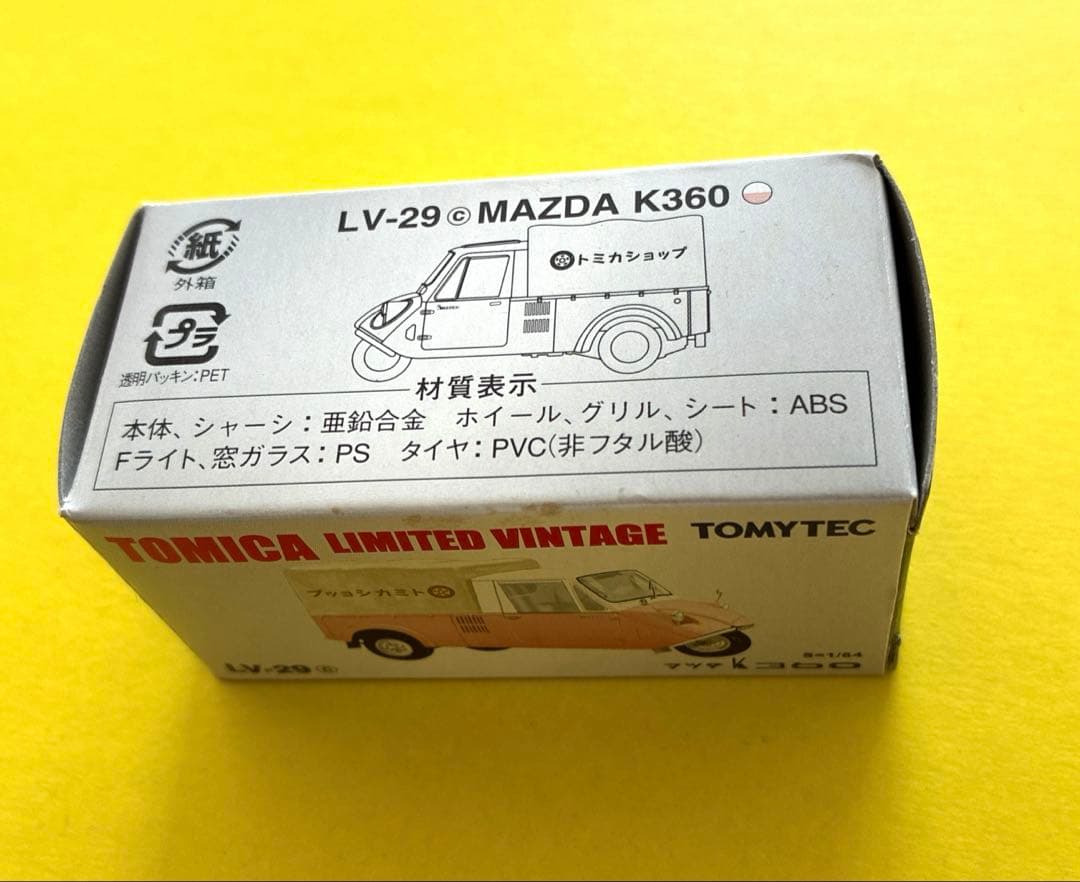 LV-29 ⓒ MAZDA K360
紙
外箱
プラ
透明パッキン:PET
トミカショップ
MAZDA
材質表示
本体、シャーシ:亜鉛合金 ホイール、グリル、シート:ABS
Fライト、窓ガラス:PS タイヤ:PVC(非フタル酸)
TOMICA LIMITED VINTAGE TOMYTEC
プッョシカミト
S=1/64
LV-29 ⓒ マツダ K360